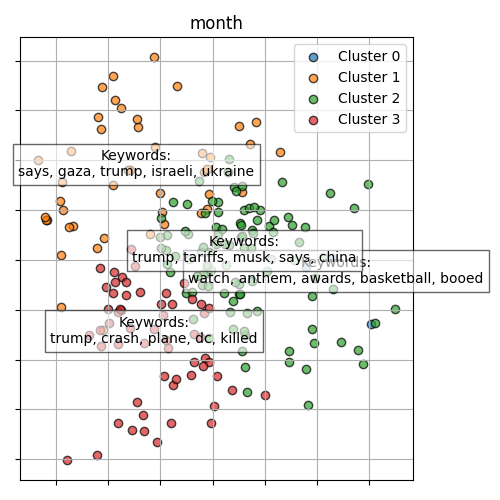 month
Cluster 0
Cluster 1
Cluster 2
Cluster 3
Keywords:
says, gaza, trump, israeli, ukraine
Keywords:
trump, tariffs, musk, says, china
Keywords:
watch, anthem, awards, basketball, booed
Keywords:
trump, crash, plane, dc, killed